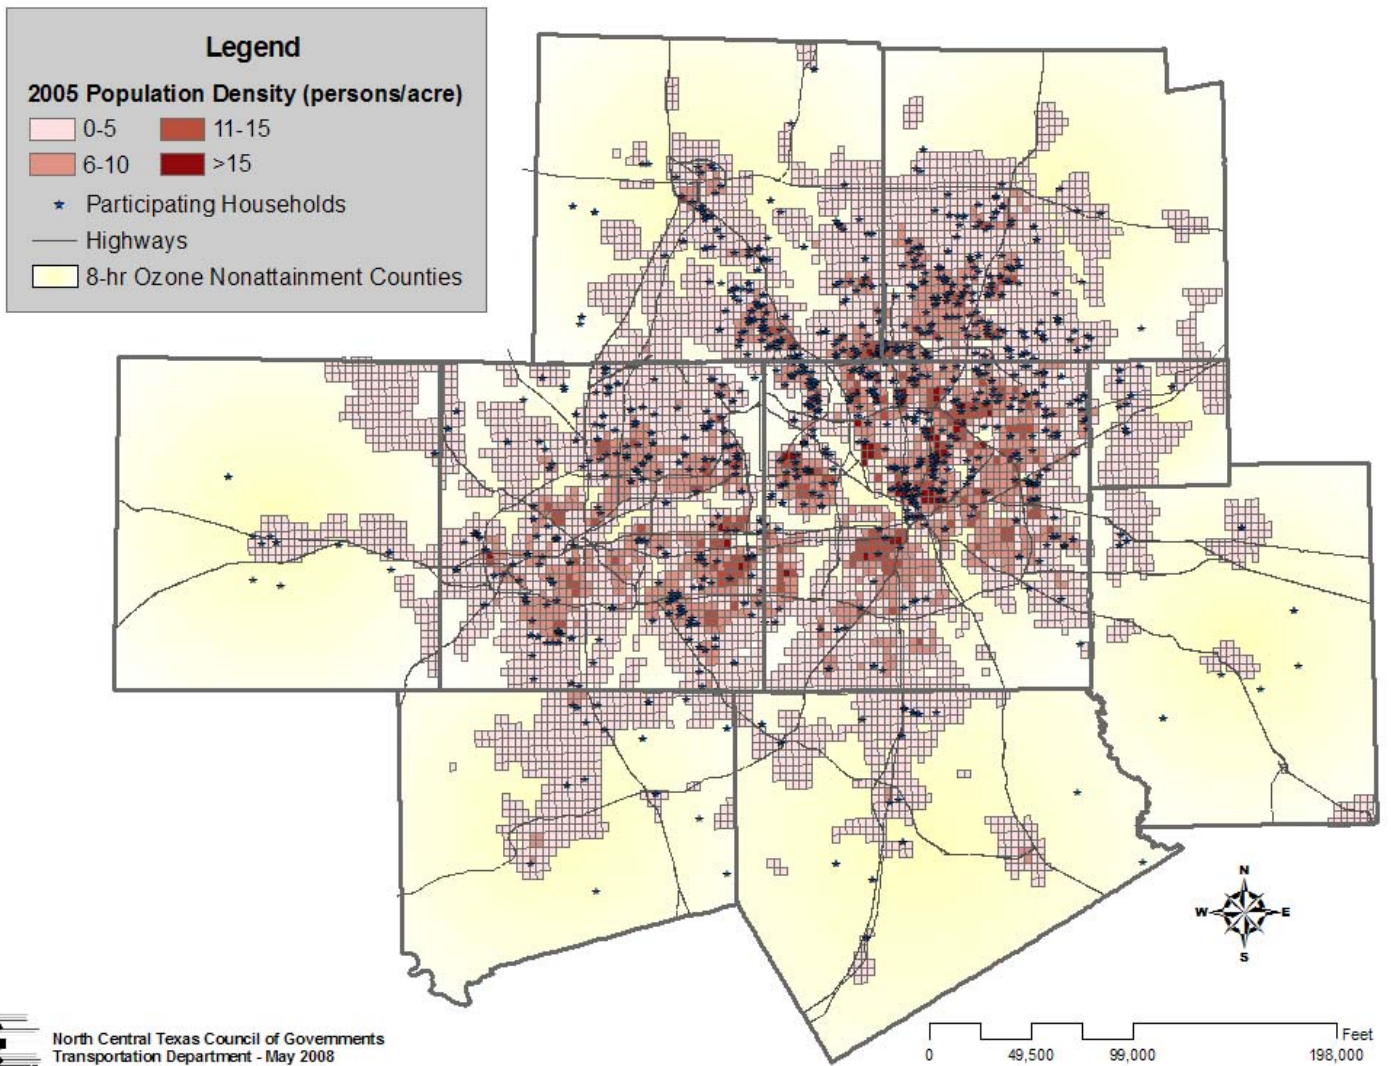 Legend
2005 Population Density (persons/acre)
0-5 11-15
6-10 >15
Participating Households
Highways
8-hr Ozone Nonattainment Counties
N
W E
S
North Central Texas Council of Governments
Transportation Department - May 2008
Feet
0 49,500 99,000 198,000